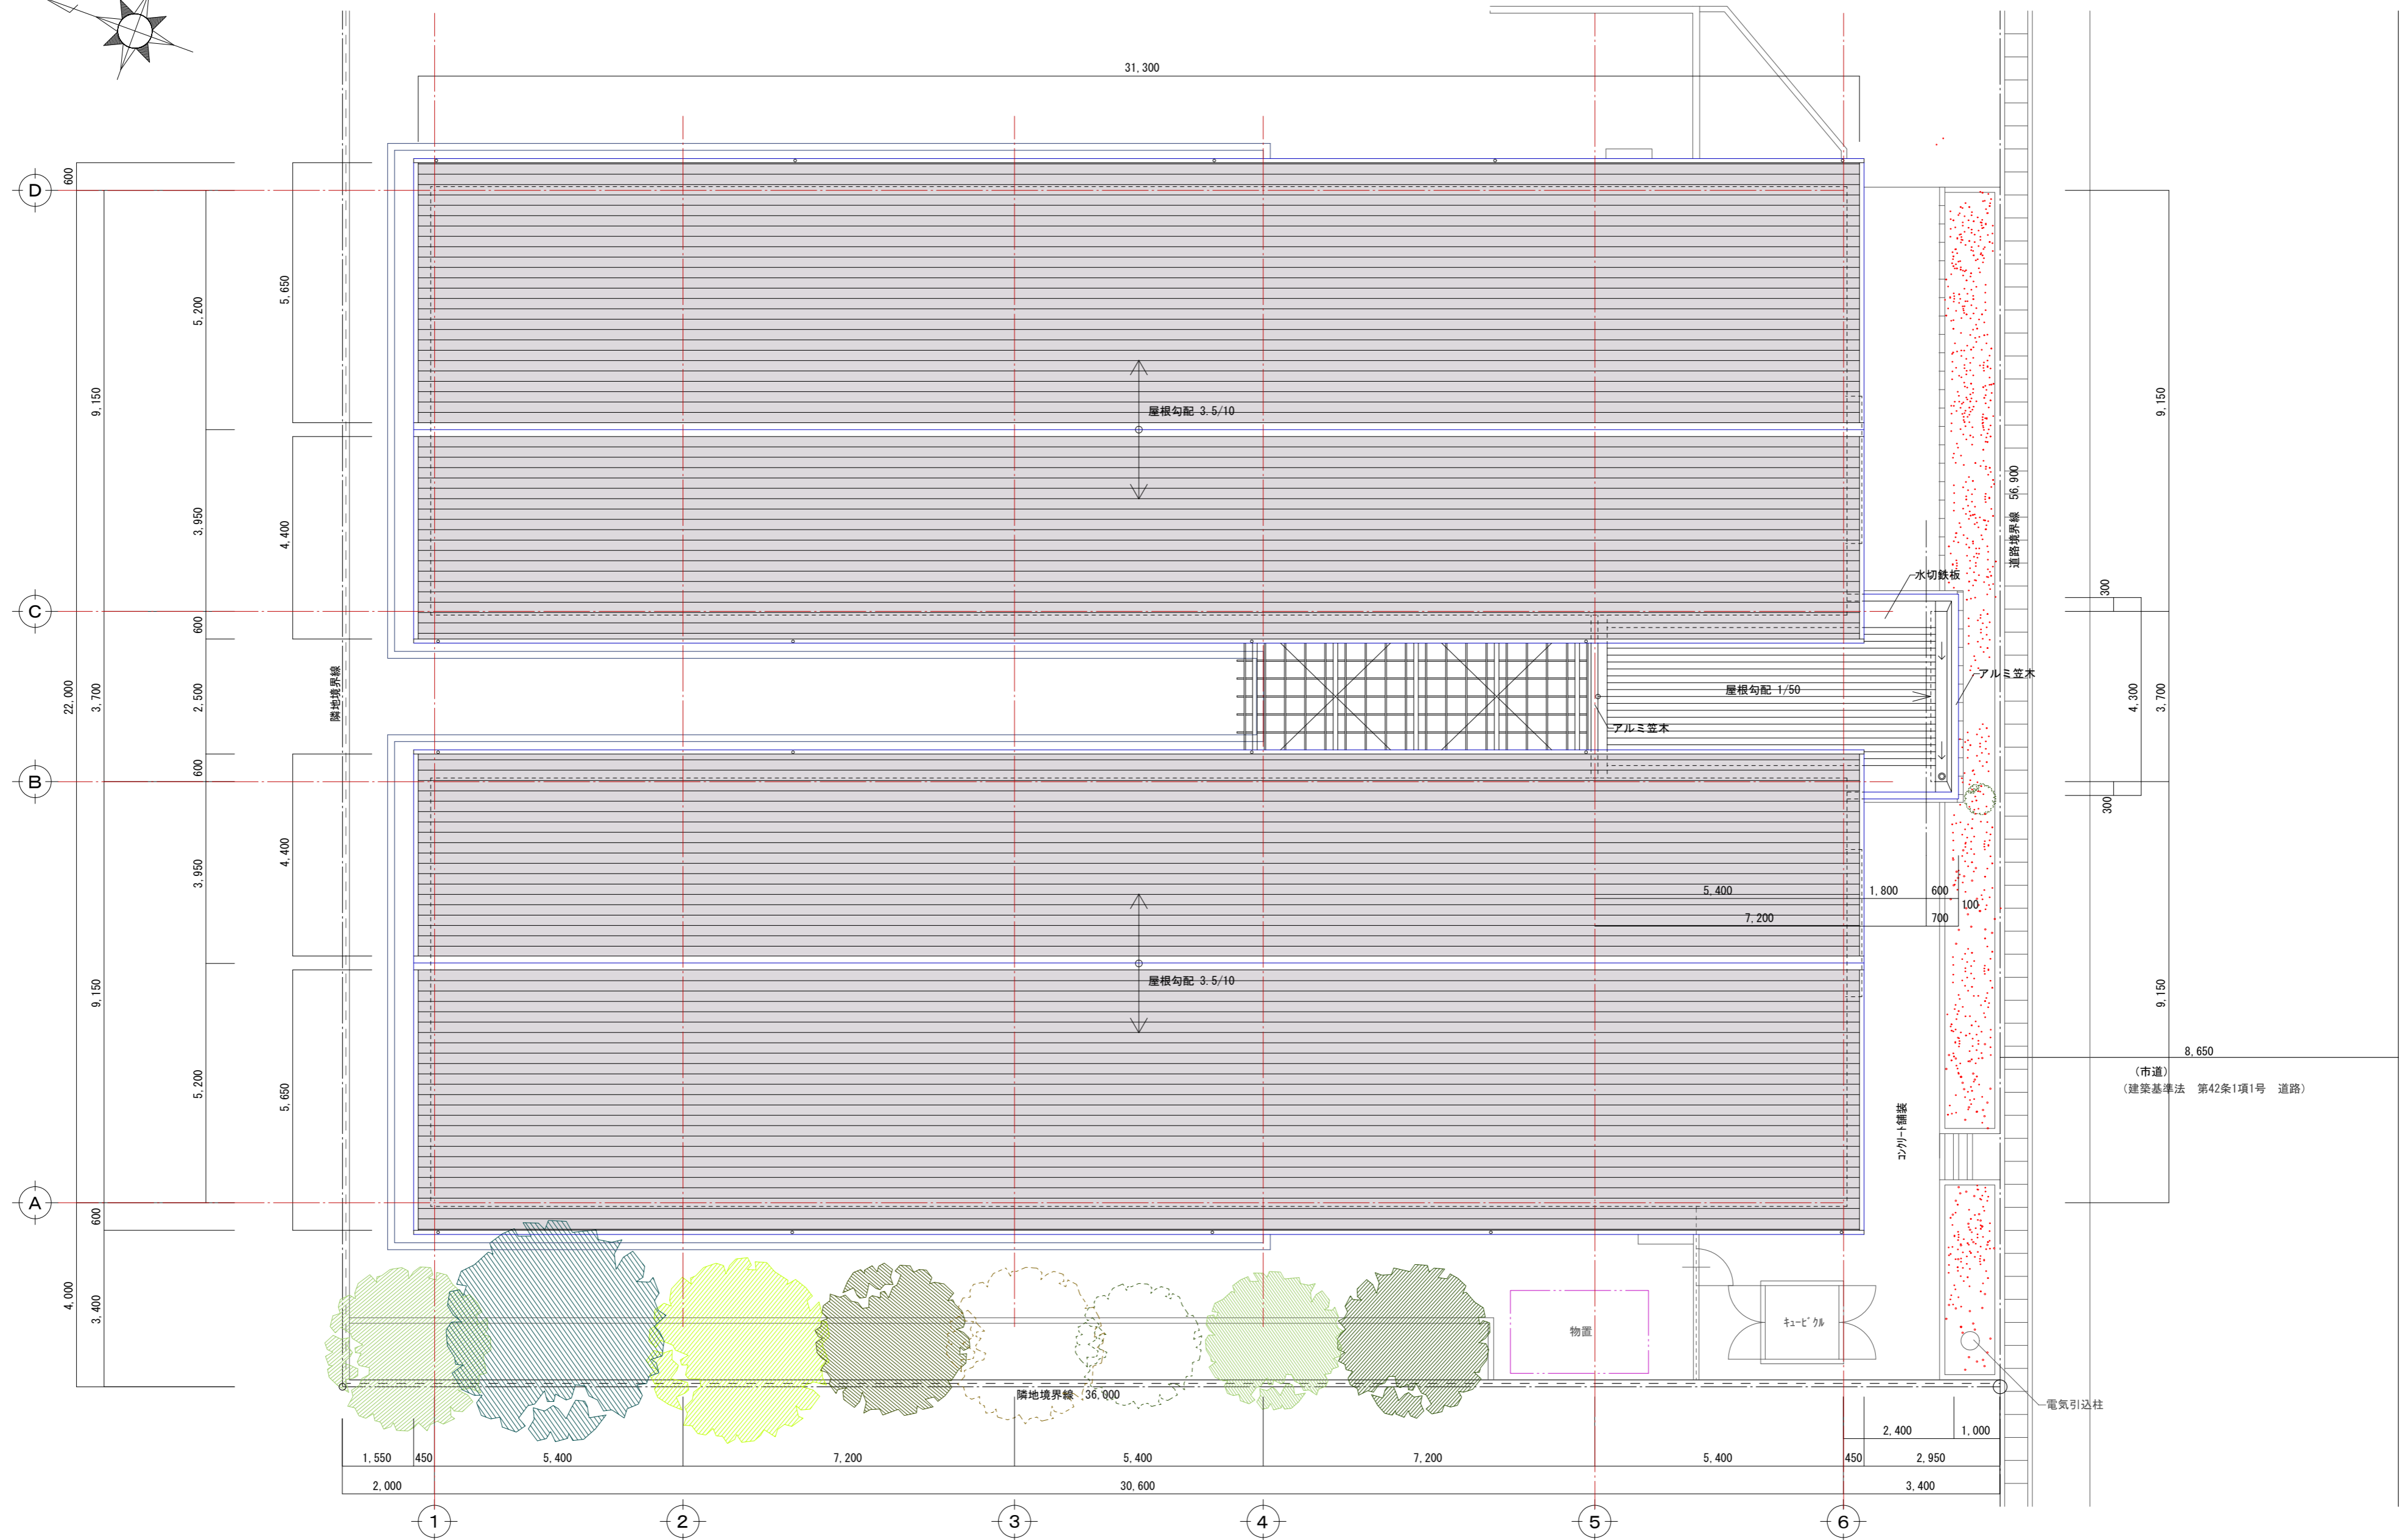 31,300
D
C
B
A
600
9,150
22,000
3,700
9,150
600
4,000
3,400
5,200
3,950
600
2,500
600
3,950
5,200
5,650
4,400
4,400
5,650
隣地境界線
屋根勾配 3.5/10
屋根勾配 3.5/10
屋根勾配 1/50
アルミ笠木
アルミ笠木
水切鉄板
道路境界線 56,900
9,150
300
4,300
3,700
300
9,150
5,400
1,800
600
100
7,200
700
8,650
(市道)
(建築基準法 第42条1項1号 道路)
コンクリート舗装
物置
キュービクル
電気引込柱
隣地境界線 36,000
2,400
1,000
1,550
450
5,400
7,200
5,400
7,200
5,400
450
2,950
2,000
30,600
3,400
1
2
3
4
5
6